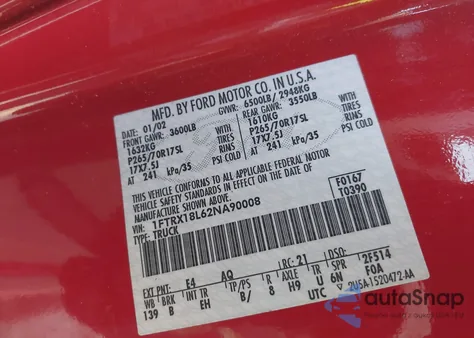 MFD. BY FORD MOTOR CO. IN U.S.A.
DATE: 01/02 GVWR: 6500LB/ 2948KG
FRONT GAWR: 3600LB REAR GAWR: 3550LB
1632KG WITH 1610KG WITH
P265/70R17SL TIRES P265/70R17SL TIRES
17X7.5J RIMS 17X7.5J RIMS
AT 241 kPa/35 PSI COLD AT 241 kPa/35 PSI COLD
THIS VEHICLE CONFORMS TO ALL APPLICABLE FEDERAL MOTOR
VEHICLE SAFETY STANDARDS IN EFFECT ON THE DATE OF
MANUFACTURE SHOWN ABOVE.
VIN: 1FTRX18L62NA90008 F0167
TYPE: TRUCK T0390
EXT PNT: E4 AQ RC: 21 DSO: 2F514
WB BRK INT TR TP/PS R AXLE TR SPR F0A
139 B EH B/ 8 H9 U 6N
UTC 2U5A-1520472-AA
autoSnap